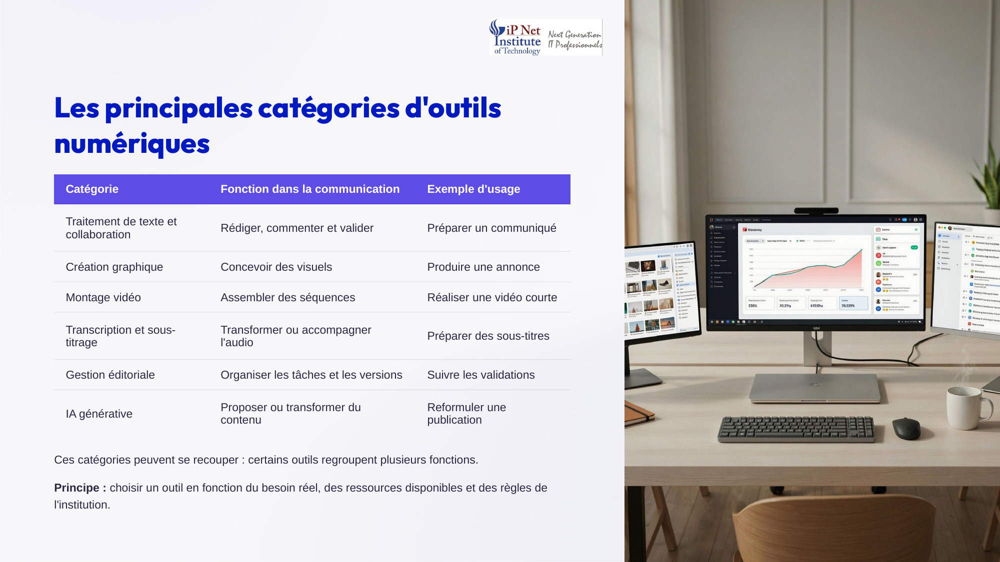 iP Net
Institute
of Technology
Next Generation
IT Professionnels
Les principales catégories d'outils
numériques
Catégorie Fonction dans la communication Exemple d'usage
Traitement de texte et
collaboration
Rédiger, commenter et valider
Préparer un communiqué
Création graphique Concevoir des visuels Produire une annonce
Montage vidéo Assembler des séquences Réaliser une vidéo courte
Transcription et sous-
titrage
Transformer ou accompagner
l'audio
Préparer des sous-titres
Gestion éditoriale Organiser les tâches et les versions Suivre les validations
IA générative
Proposer ou transformer du
contenu
Reformuler une
publication
Ces catégories peuvent se recouper : certains outils regroupent plusieurs fonctions.
Principe : choisir un outil en fonction du besoin réel, des ressources disponibles et des règles de
l'institution.